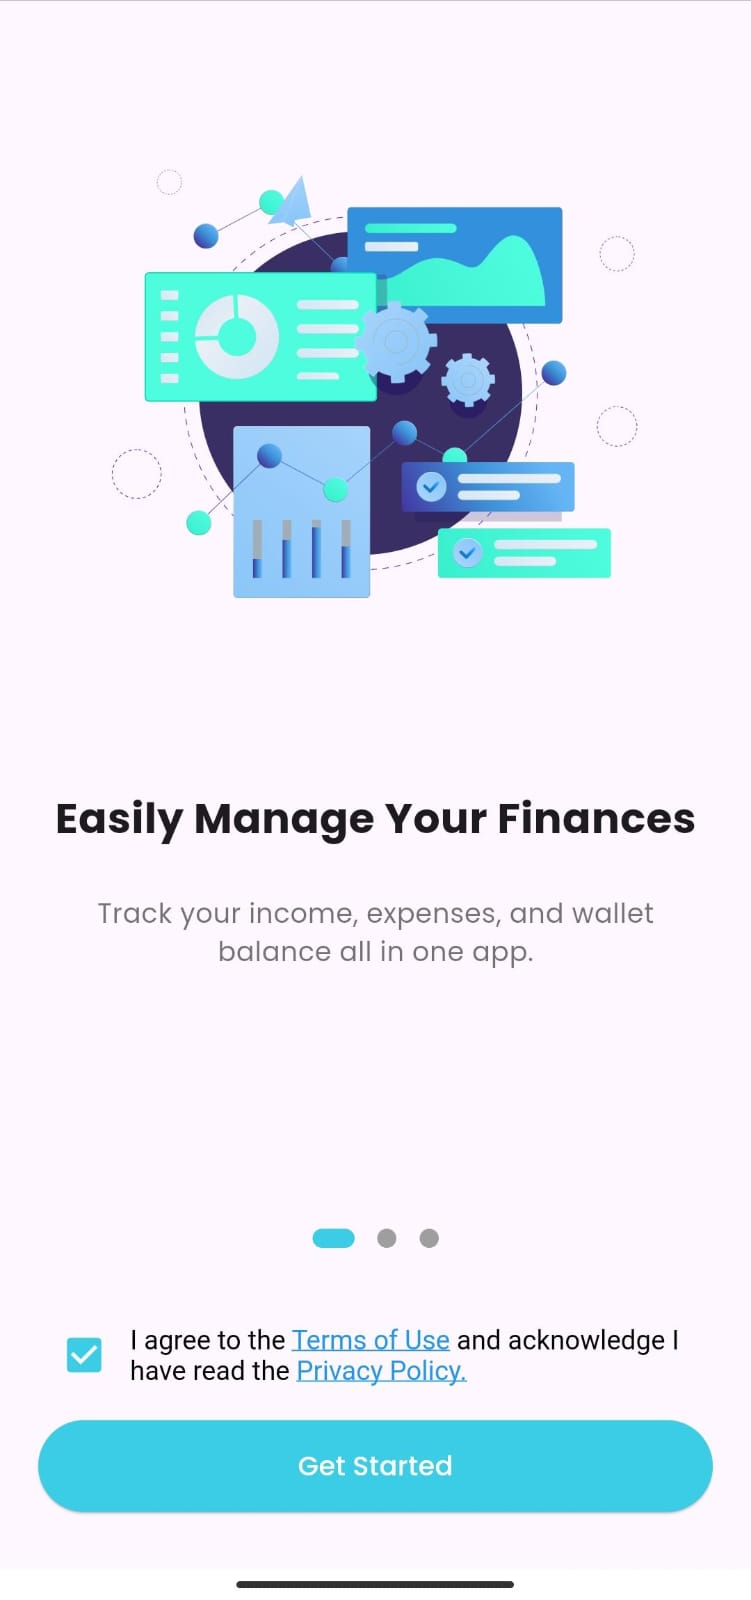 Easily Manage Your Finances
Track your income, expenses, and wallet
balance all in one app.
I agree to the Terms of Use and acknowledge I
have read the Privacy Policy.
Get Started